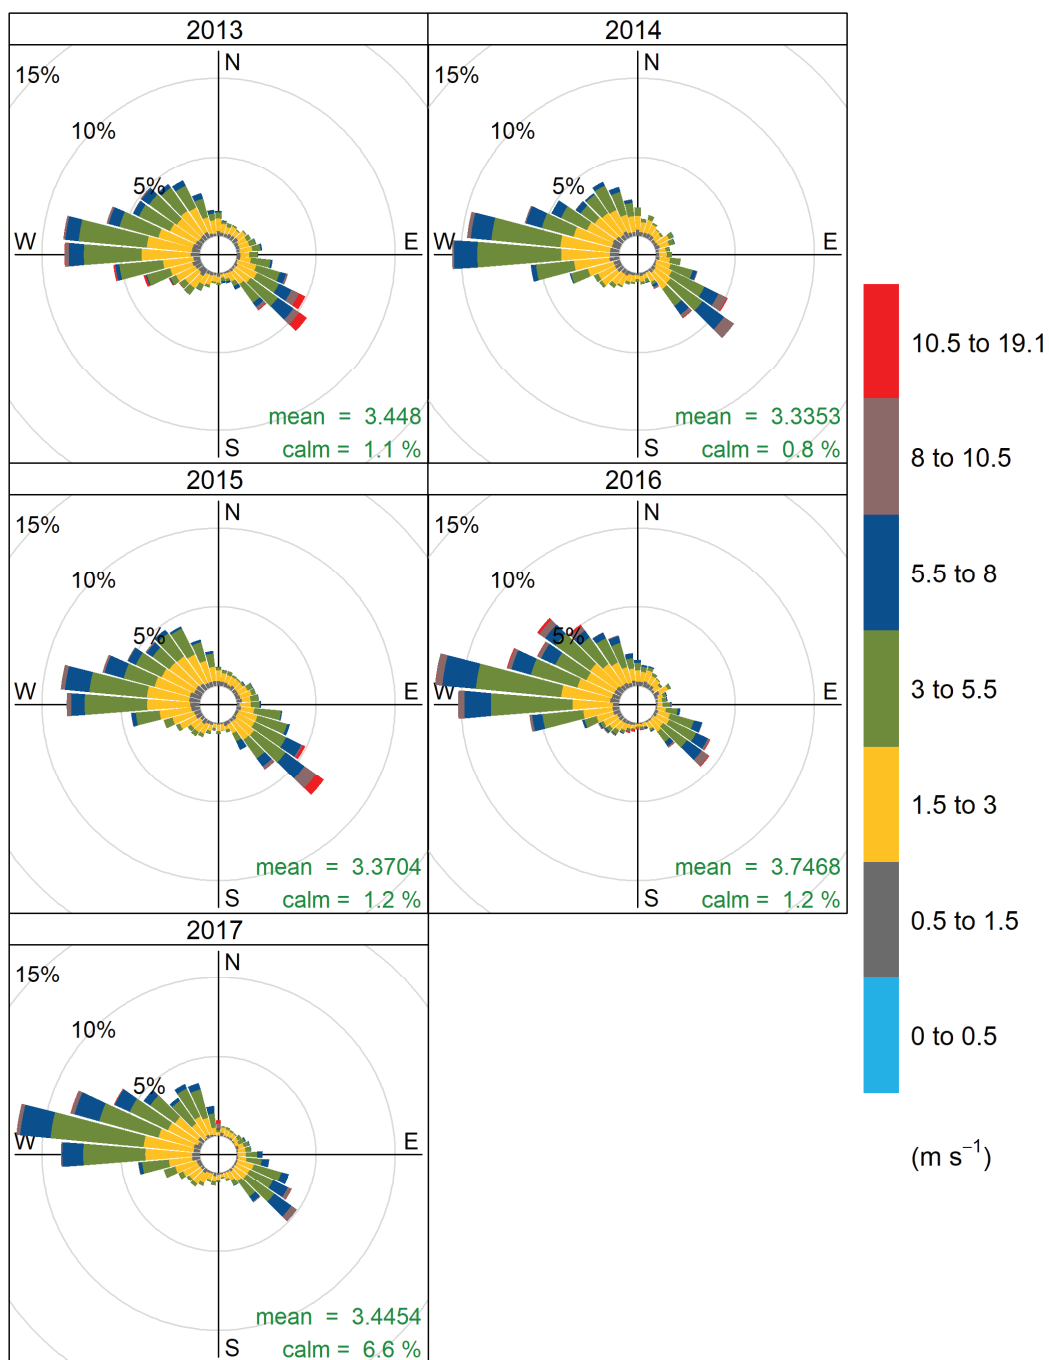 2013
15%
10%
5%
N
W
E
S
mean = 3.448
calm = 1.1 %
2014
15%
10%
5%
N
W
E
S
mean = 3.3353
calm = 0.8 %
2015
15%
10%
5%
N
W
E
S
mean = 3.3704
calm = 1.2 %
2016
15%
10%
5%
N
W
E
S
mean = 3.7468
calm = 1.2 %
2017
15%
10%
5%
N
W
E
S
mean = 3.4454
calm = 6.6 %
10.5 to 19.1
8 to 10.5
5.5 to 8
3 to 5.5
1.5 to 3
0.5 to 1.5
0 to 0.5
(m s⁻¹)